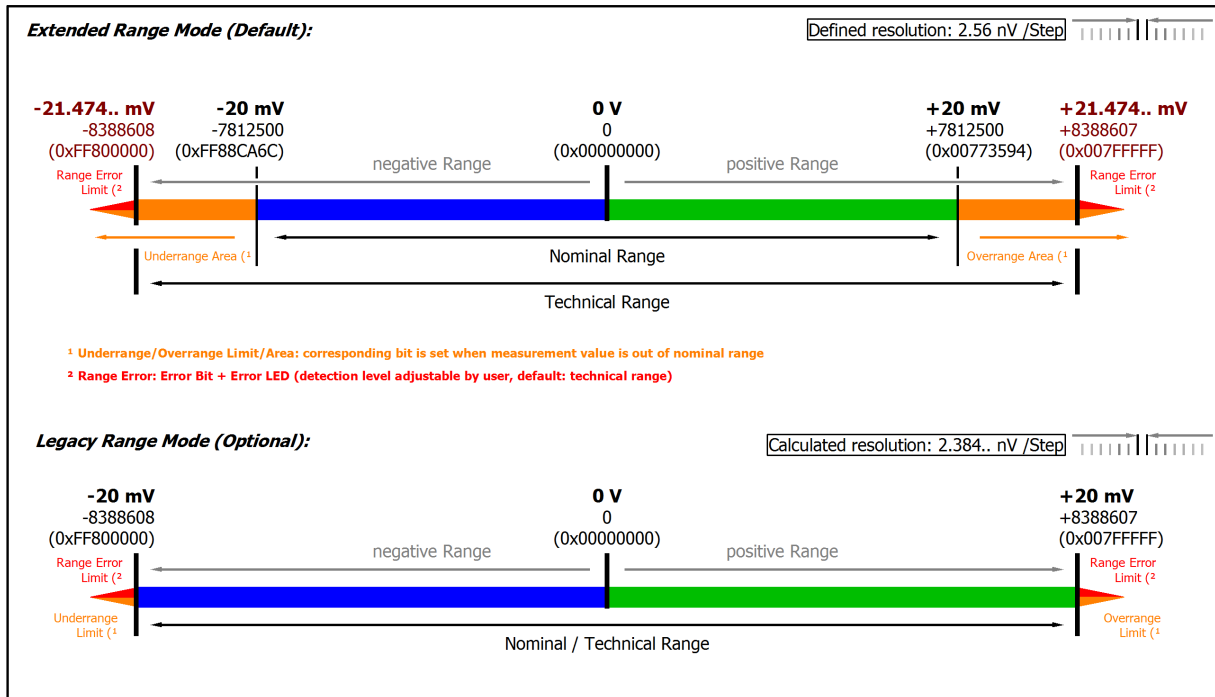 Extended Range Mode (Default):
Defined resolution: 2.56 nV /Step
-21.474.. mV
-8388608
(0xFF800000)
-20 mV
-7812500
(0xFF88CA6C)
0 V
0
(0x00000000)
+20 mV
+7812500
(0x00773594)
+21.474.. mV
+8388607
(0x007FFFFF)
negative Range
positive Range
Range Error
Limit (²
Range Error
Limit (²
Underrange Area (¹
Nominal Range
Overrange Area (¹
Technical Range
¹ Underrange/Overrange Limit/Area: corresponding bit is set when measurement value is out of nominal range
² Range Error: Error Bit + Error LED (detection level adjustable by user, default: technical range)
Legacy Range Mode (Optional):
Calculated resolution: 2.384.. nV /Step
-20 mV
-8388608
(0xFF800000)
0 V
0
(0x00000000)
+20 mV
+8388607
(0x007FFFFF)
negative Range
positive Range
Range Error
Limit (²
Range Error
Limit (²
Underrange
Limit (¹
Overrange
Limit (¹
Nominal / Technical Range